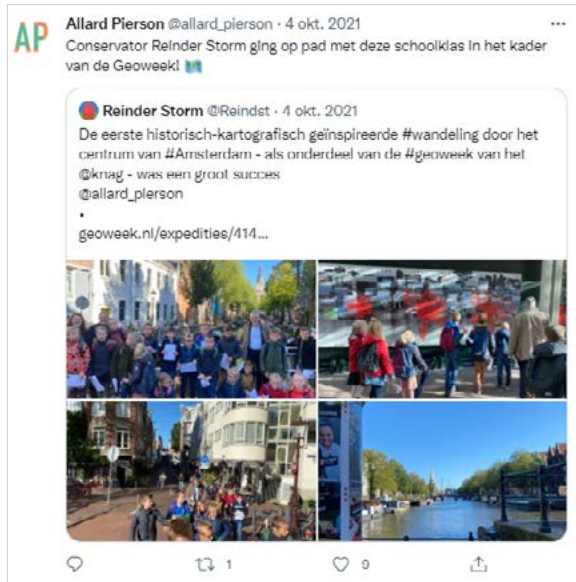 AP
Allard Pierson @allard_pierson · 4 okt. 2021 ···
Conservator Reinder Storm ging op pad met deze schoolklas in het kader
van de Geoweek!
Reinder Storm @Reindst · 4 okt. 2021
De eerste historisch-kartografisch geïnspireerde #wandeling door het
centrum van #Amsterdam - als onderdeel van de #geoweek van het
@knag - was een groot succes
@allard_pierson
•
geoweek.nl/expedities/414...
1
9